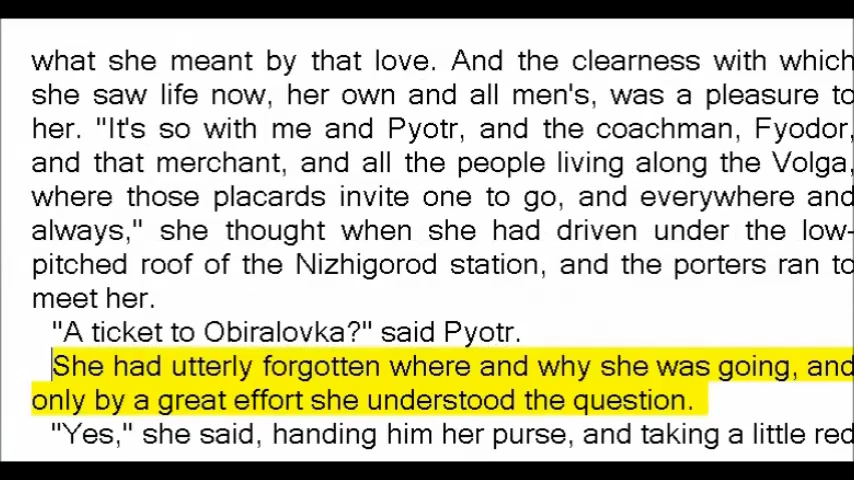 what she meant by that love. And the clearness with which
she saw life now, her own and all men's, was a pleasure to
her. "It's so with me and Pyotr, and the coachman, Fyodor,
and that merchant, and all the people living along the Volga,
where those placards invite one to go, and everywhere and
always," she thought when she had driven under the low-
pitched roof of the Nizhigorod station, and the porters ran to
meet her.
"A ticket to Obiralovka?" said Pyotr.
She had utterly forgotten where and why she was going, and
only by a great effort she understood the question.
"Yes," she said, handing him her purse, and taking a little red